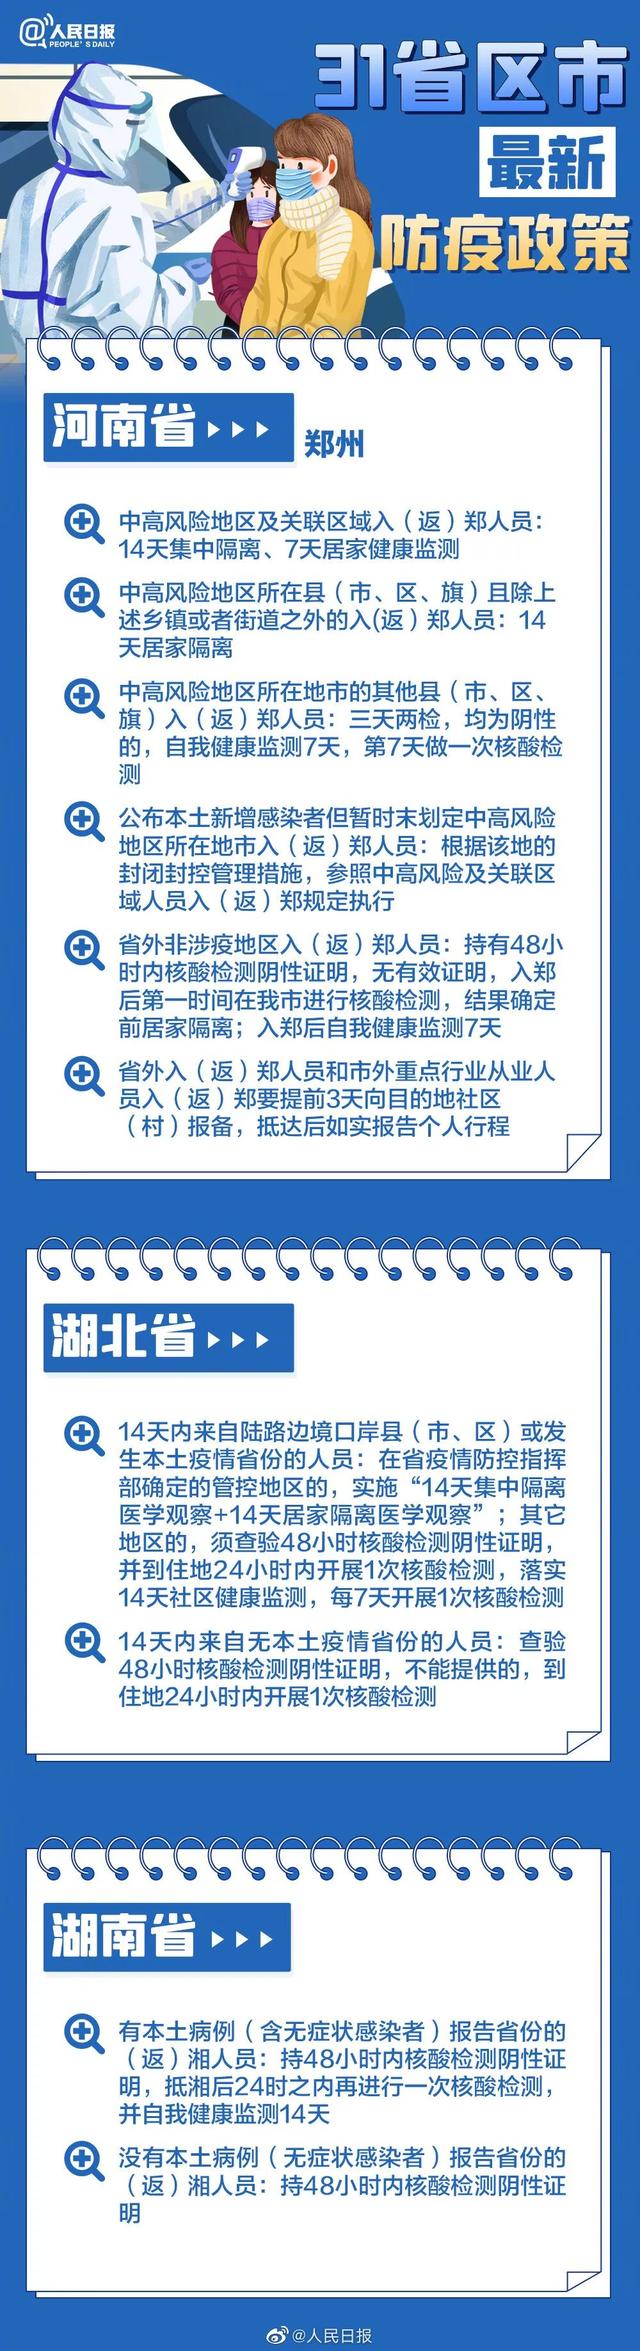 @人民日报
PEOPLE'S DAILY
31省区市
最新
防疫政策
河南省
郑州
中高风险地区及关联区域入（返）郑人员：
14天集中隔离、7天居家健康监测
中高风险地区所在县（市、区、旗）且除上
述乡镇或者街道之外的入(返）郑人员：14
天居家隔离
中高风险地区所在地市的其他县（市、区、
旗）入（返）郑人员：三天两检，均为阴性
的，自我健康监测7天，第7天做一次核酸检
测
公布本土新增感染者但暂时末划定中高风险
地区所在地市入（返）郑人员：根据该地的
封闭封控管理措施，参照中高风险及关联区
域人员入（返）郑规定执行
省外非涉疫地区入（返）郑人员：持有48小
时内核酸检测阴性证明，无有效证明，入郑
后第一时间在我市进行核酸检测，结果确定
前居家隔离；入郑后自我健康监测7天
省外入（返）郑人员和市外重点行业从业人
员入（返）郑要提前3天向目的地社区
（村）报备，抵达后如实报告个人行程
湖北省
14天内来自陆路边境口岸县（市、区）或发
生本土疫情省份的人员：在省疫情防控指挥
部确定的管控地区的，实施“14天集中隔离
医学观察+14天居家隔离医学观察”；其它
地区的，须查验48小时核酸检测阴性证明，
并到住地24小时内开展1次核酸检测，落实
14天社区健康监测，每7天开展1次核酸检测
14天内来自无本土疫情省份的人员：查验
48小时核酸检测阴性证明，不能提供的，到
住地24小时内开展1次核酸检测
湖南省
有本土病例（含无症状感染者）报告省份的
（返）湘人员：持48小时内核酸检测阴性证
明，抵湘后24时之内再进行一次核酸检测，
并自我健康监测14天
没有本土病例（无症状感染者）报告省份的
（返）湘人员：持48小时内核酸检测阴性证
明
@人民日报